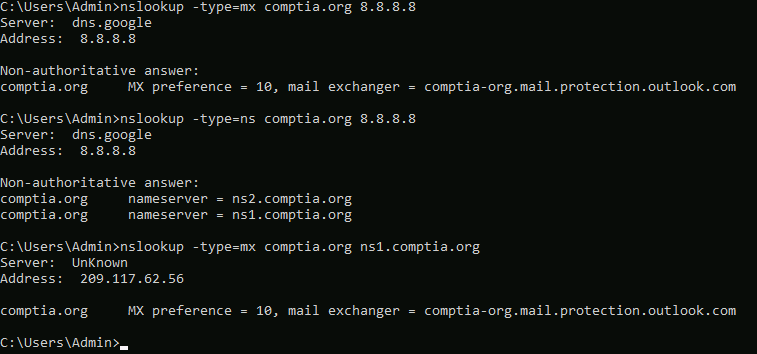 C:\Users\Admin>nslookup -type=mx comptia.org 8.8.8.8
Server:  dns.google
Address:  8.8.8.8

Non-authoritative answer:
comptia.org     MX preference = 10, mail exchanger = comptia-org.mail.protection.outlook.com

C:\Users\Admin>nslookup -type=ns comptia.org 8.8.8.8
Server:  dns.google
Address:  8.8.8.8

Non-authoritative answer:
comptia.org     nameserver = ns2.comptia.org
comptia.org     nameserver = ns1.comptia.org

C:\Users\Admin>nslookup -type=mx comptia.org ns1.comptia.org
Server:  UnKnown
Address:  209.117.62.56

comptia.org     MX preference = 10, mail exchanger = comptia-org.mail.protection.outlook.com

C:\Users\Admin>